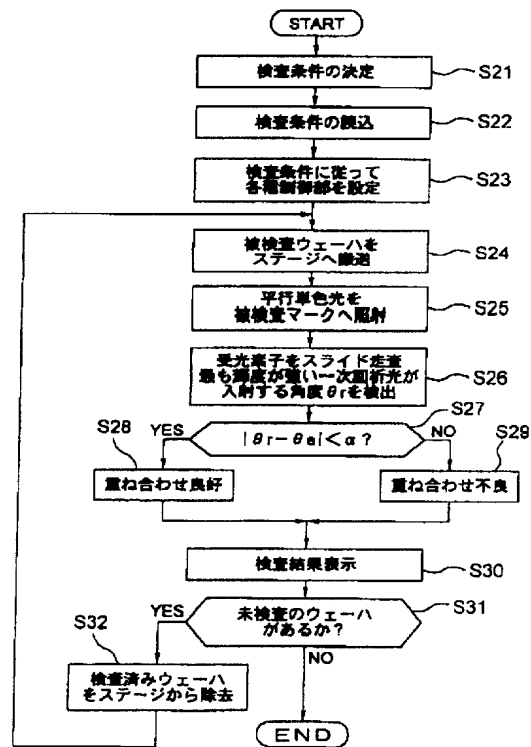 START
検査条件の決定
S21
検査条件の読込
S22
検査条件に従って
各種制御部を設定
S23
被検査ウェーハを
ステージへ搬送
S24
平行単色光を
被検査マークへ照射
S25
受光素子をスライド走査
最も輝度が強い一次回折光が
入射する角度θrを検出
S26
S27
|θr−θa|<α?
YES
NO
S28
重ね合わせ良好
S29
重ね合わせ不良
検査結果表示
S30
未検査のウェーハ
があるか?
S31
YES
NO
S32
検査済みウェーハ
をステージから除去
END